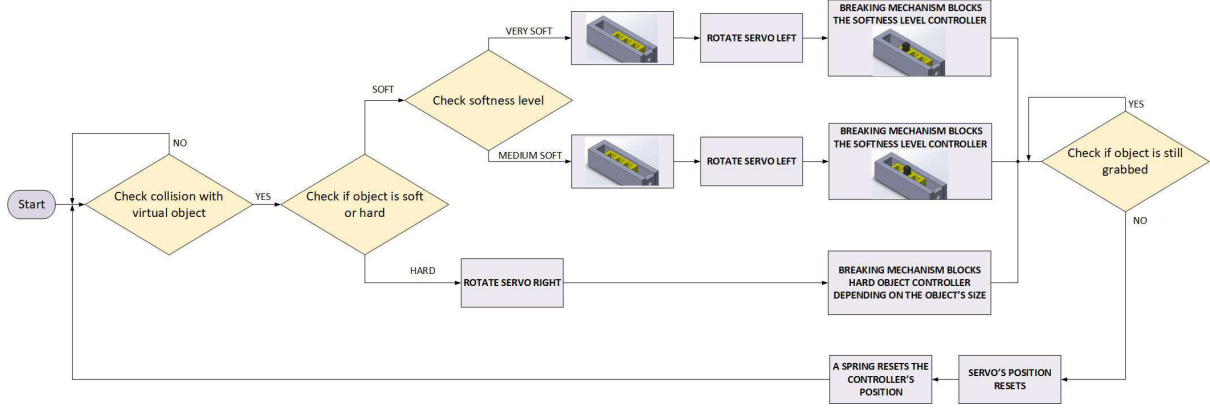 Start
NO
Check collision with
virtual object
YES
Check if object is soft
or hard
SOFT
HARD
Check softness level
VERY SOFT
MEDIUM SOFT
ROTATE SERVO LEFT
BREAKING MECHANISM BLOCKS
THE SOFTNESS LEVEL CONTROLLER
ROTATE SERVO LEFT
BREAKING MECHANISM BLOCKS
THE SOFTNESS LEVEL CONTROLLER
ROTATE SERVO RIGHT
BREAKING MECHANISM BLOCKS
HARD OBJECT CONTROLLER
DEPENDING ON THE OBJECT'S SIZE
YES
Check if object is still
grabbed
NO
SERVO'S POSITION
RESETS
A SPRING RESETS THE
CONTROLLER'S
POSITION